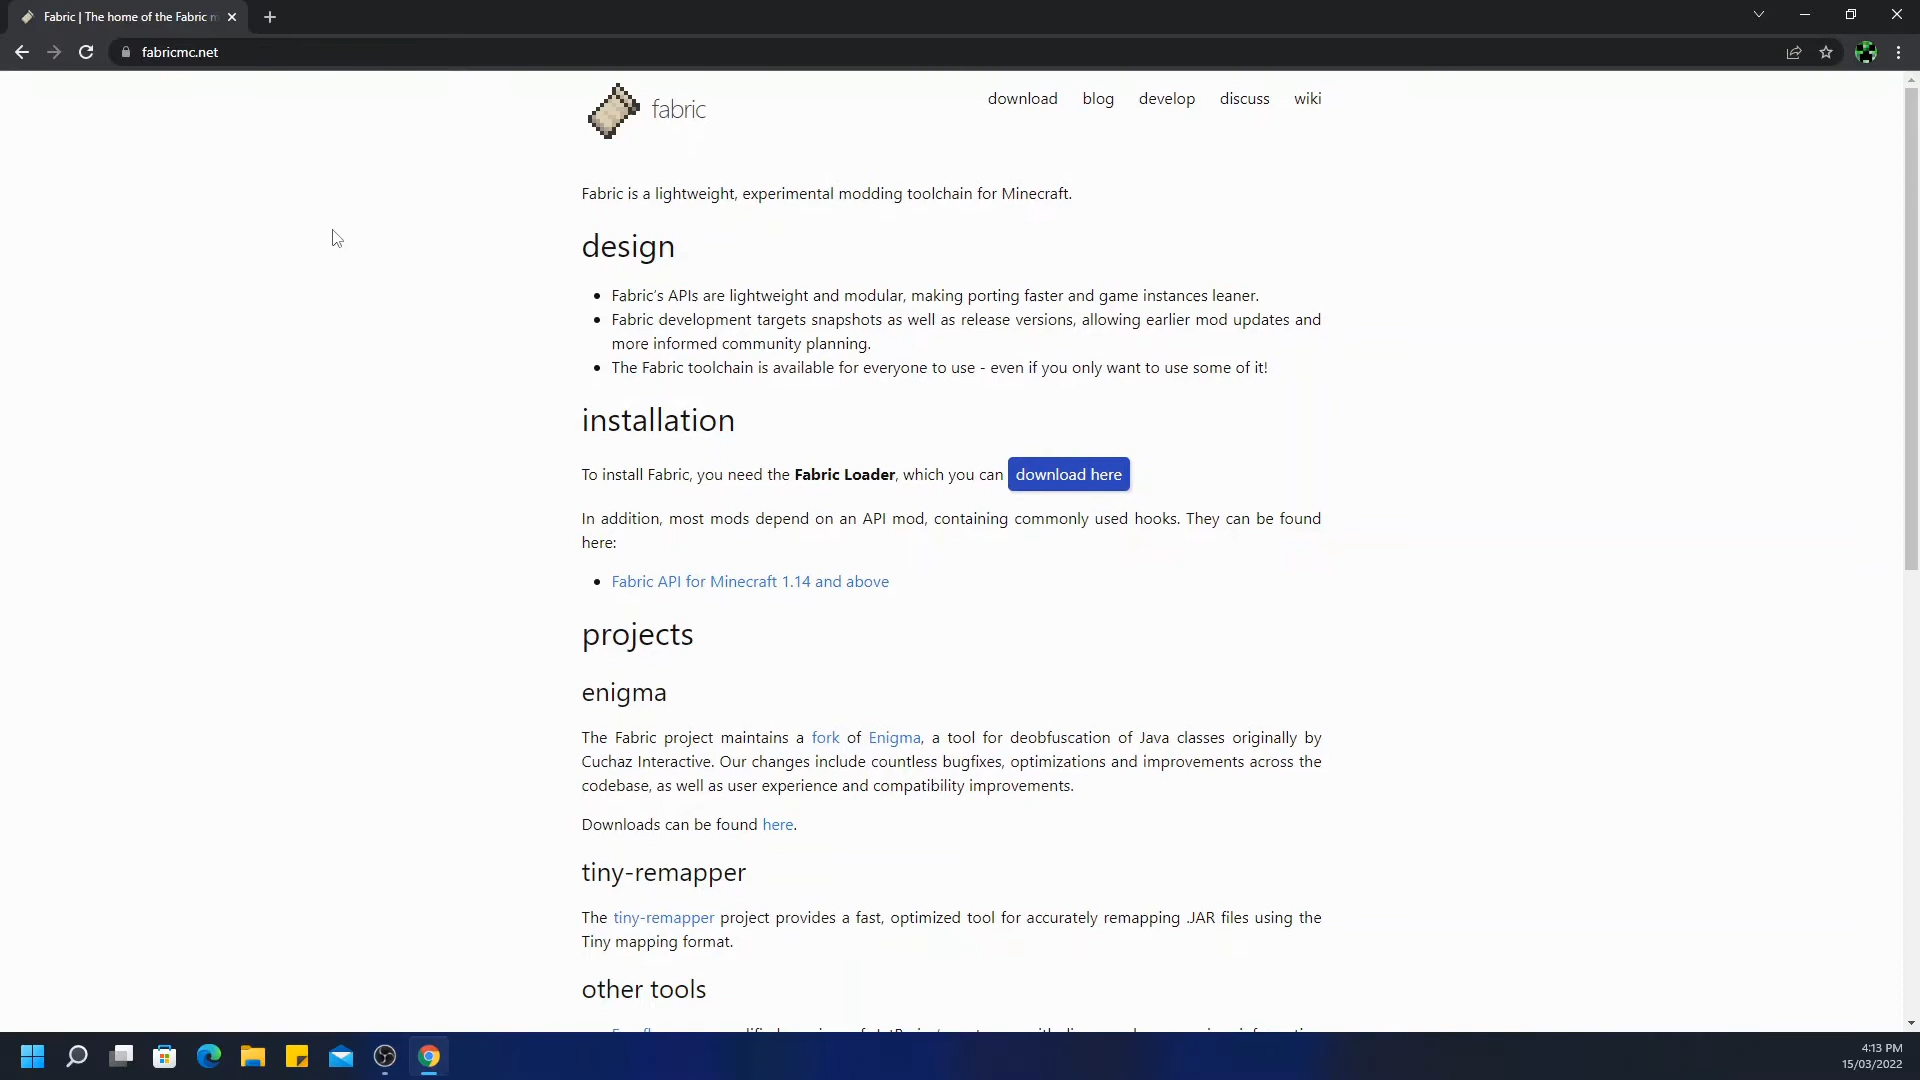 Fabric | The home of the Fabric m
fabricmc.net
fabric
download
blog
develop
discuss
wiki
Fabric is a lightweight, experimental modding toolchain for Minecraft.
design
Fabric's APIs are lightweight and modular, making porting faster and game instances leaner.
Fabric development targets snapshots as well as release versions, allowing earlier mod updates and
more informed community planning.
The Fabric toolchain is available for everyone to use - even if you only want to use some of it!
installation
To install Fabric, you need the Fabric Loader, which you can download here
In addition, most mods depend on an API mod, containing commonly used hooks. They can be found
here:
Fabric API for Minecraft 1.14 and above
projects
enigma
The Fabric project maintains a fork of Enigma, a tool for deobfuscation of Java classes originally by
Cuchaz Interactive. Our changes include countless bugfixes, optimizations and improvements across the
codebase, as well as user experience and compatibility improvements.
Downloads can be found here.
tiny-remapper
The tiny-remapper project provides a fast, optimized tool for accurately remapping .JAR files using the
Tiny mapping format.
other tools
4:13 PM
15/03/2022